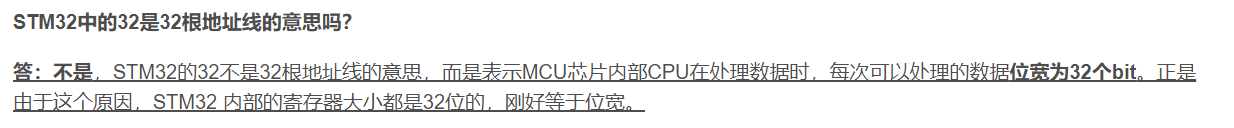 STM32中的32是32根地址线的意思吗？
答：不是，STM32的32不是32根地址线的意思，而是表示MCU芯片内部CPU在处理数据时，每次可以处理的数据位宽为32个bit。正是
由于这个原因，STM32 内部的寄存器大小都是32位的，刚好等于位宽。